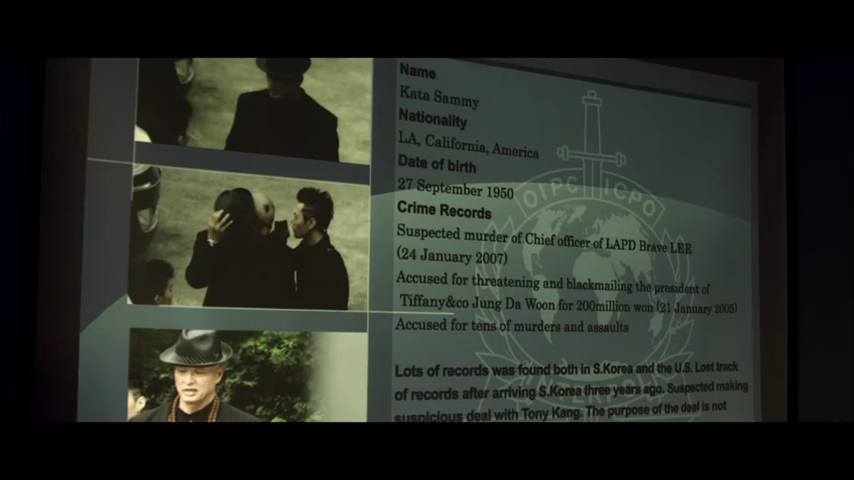 Name
Kata Sammy
Nationality
LA, California, America
Date of birth
27 September 1950
Crime Records
Suspected murder of Chief officer of LAPD Brave LEE
(24 January 2007)
Accused for threatening and blackmailing the president of
Tiffany&co Jung Da Woon for 200million won (21 January 2005)
Accused for tens of murders and assaults
Lots of records was found both in S.Korea and the U.S. Lost track
of records after arriving S.Korea three years ago. Suspected making
suspicious deal with Tony Kang. The purpose of the deal is not
OIPC ICPO